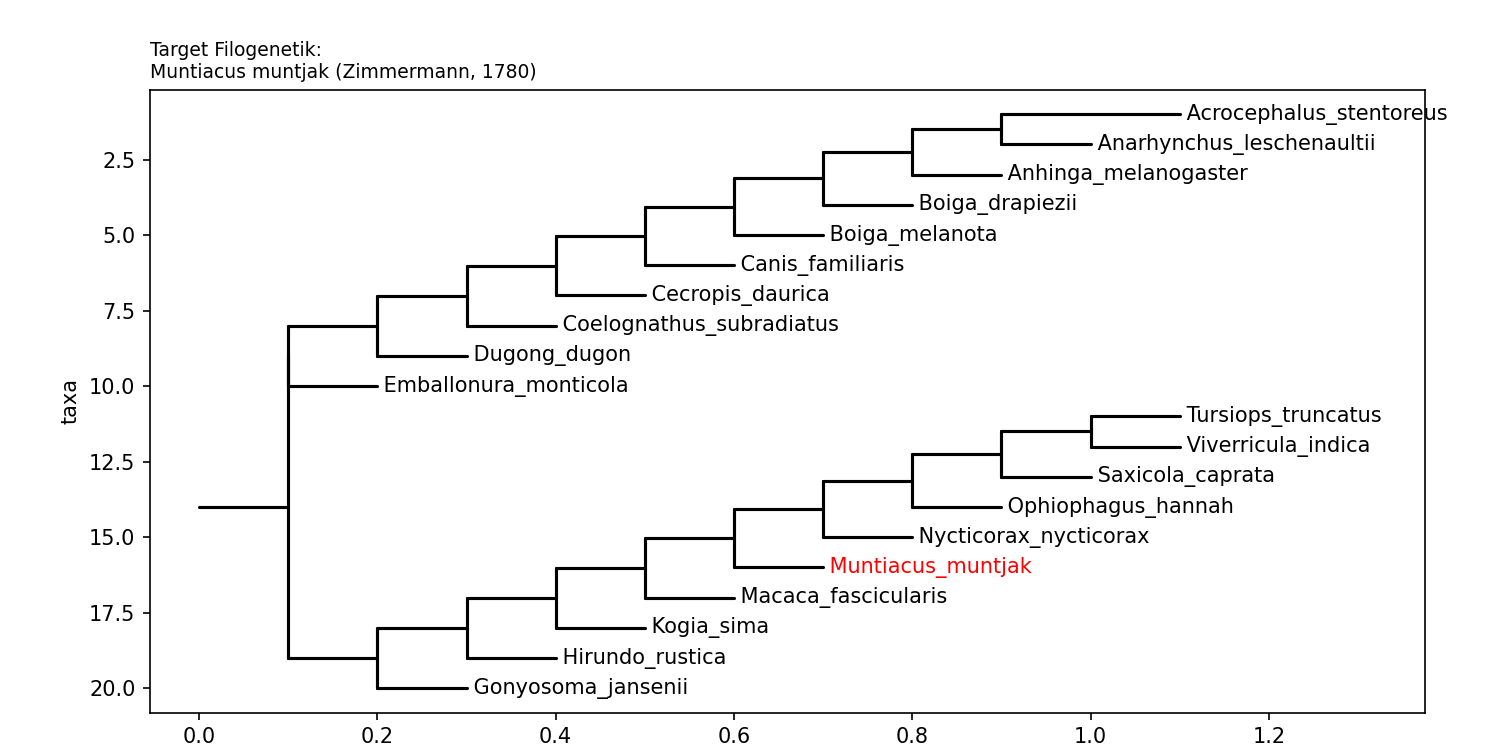 Target Filogenetik:
Muntiacus muntjak (Zimmermann, 1780)
Acrocephalus_stentoreus
Anarhynchus_leschenaultii
2.5
Anhinga_melanogaster
Boiga_drapiezii
5.0
Boiga_melanota
Canis_familiaris
Cecropis_daurica
7.5
Coelognathus_subradiatus
Dugong_dugon
10.0
Emballonura_monticola
taxa
Tursiops_truncatus
Viverricula_indica
12.5
Saxicola_caprata
Ophiophagus_hannah
15.0
Nycticorax_nycticorax
Muntiacus_muntjak
Macaca_fascicularis
17.5
Kogia_sima
Hirundo_rustica
20.0
Gonyosoma_jansenii
0.0 0.2 0.4 0.6 0.8 1.0 1.2